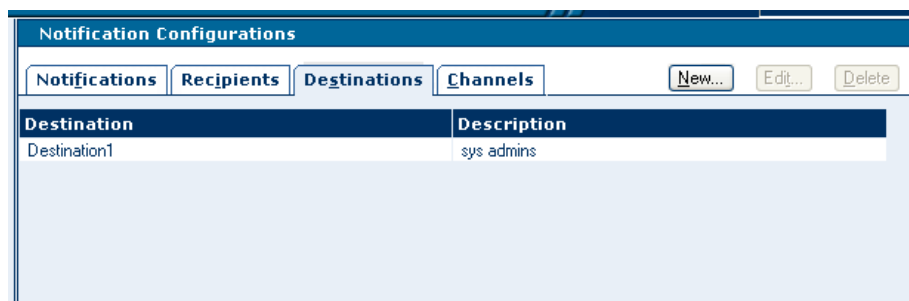 Notification Configurations
Notifications Recipients Destinations Channels New... Edit... Delete
Destination Description
Destination1 sys admins